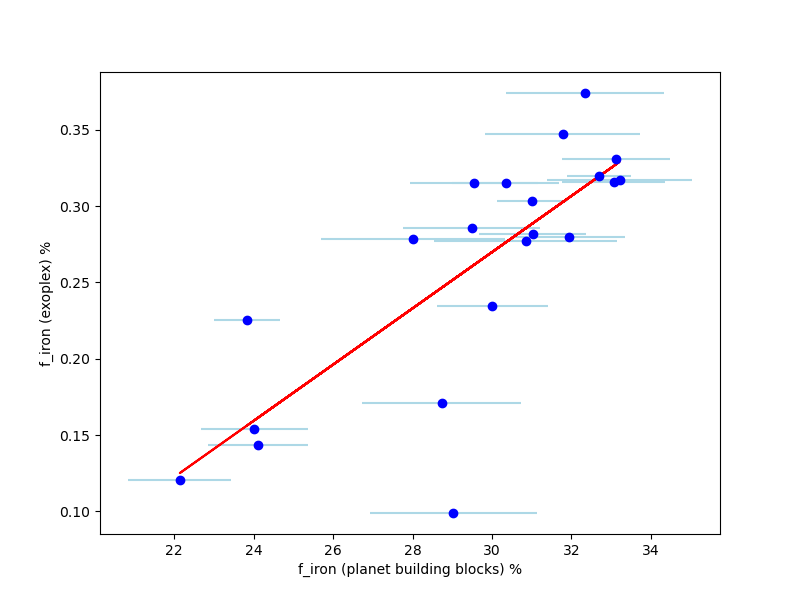 0.35
0.30
0.25
0.20
0.15
0.10
f_iron (exoplex) %
22 24 26 28 30 32 34
f_iron (planet building blocks) %